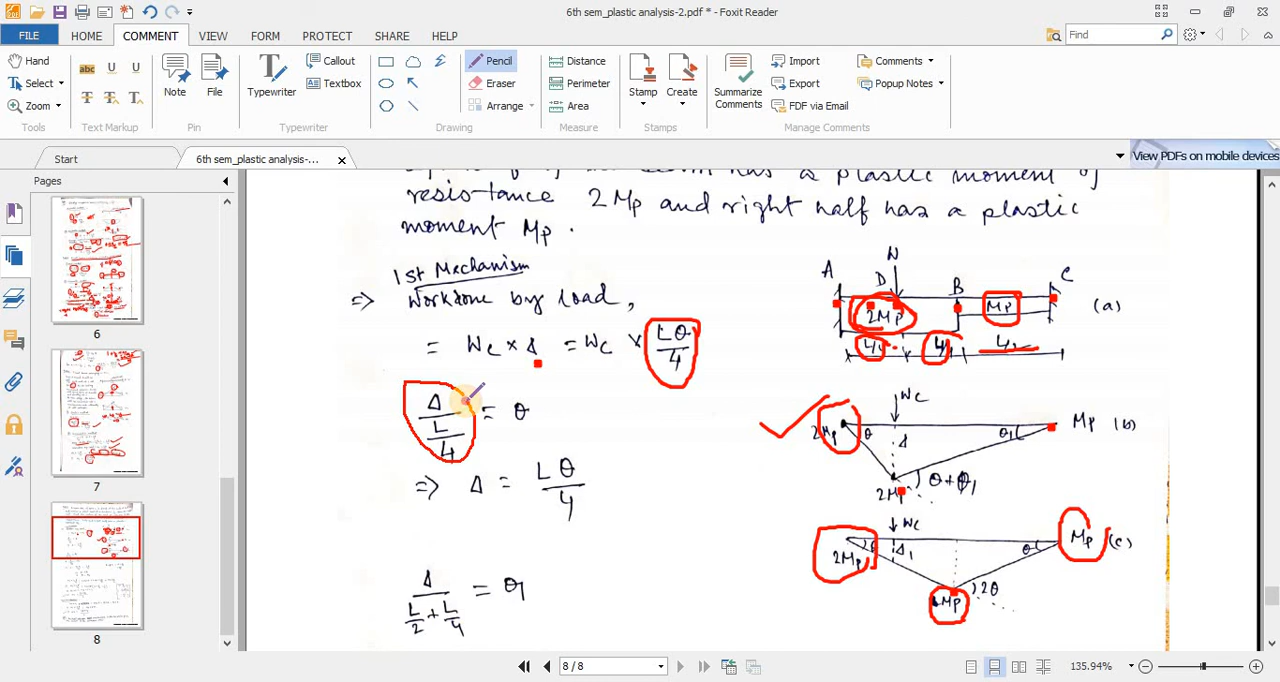 6th sem_plastic analysis-2.pdf * - Foxit Reader
FILE HOME COMMENT VIEW FORM PROTECT SHARE HELP
Find
Hand
Select
Zoom
Tools
abc U U
T T T
Text Markup
Note File
Pin
Typewriter
Callout
Textbox
Typewriter
Pencil
Eraser
Arrange
Drawing
Distance
Perimeter
Area
Measure
Stamp Create
Stamps
Summarize Comments
Import
Export
FDF via Email
Comments
Popup Notes
Manage Comments
Start
6th sem_plastic analysis-...
View PDFs on mobile devices
Pages
6
7
8
has a plastic moment of
resistance 2Mp and right half has a plastic
moment Mp.
1st Mechanism
⇒ Workdone by load,
= Wc × Δ = Wc × Lθ/4
Δ/(L/4) = θ
⇒ Δ = Lθ/4
Δ/(L/2 + L/4) = θ1
A D W B C
2Mp Mp (a)
L/4 L/4 L/2
Wc
2Mp θ Δ θ1 Mp (b)
2Mp θ+θ1
Wc
2Mp θ Δ1 θ Mp (c)
Mp 2θ
8 / 8
135.94%